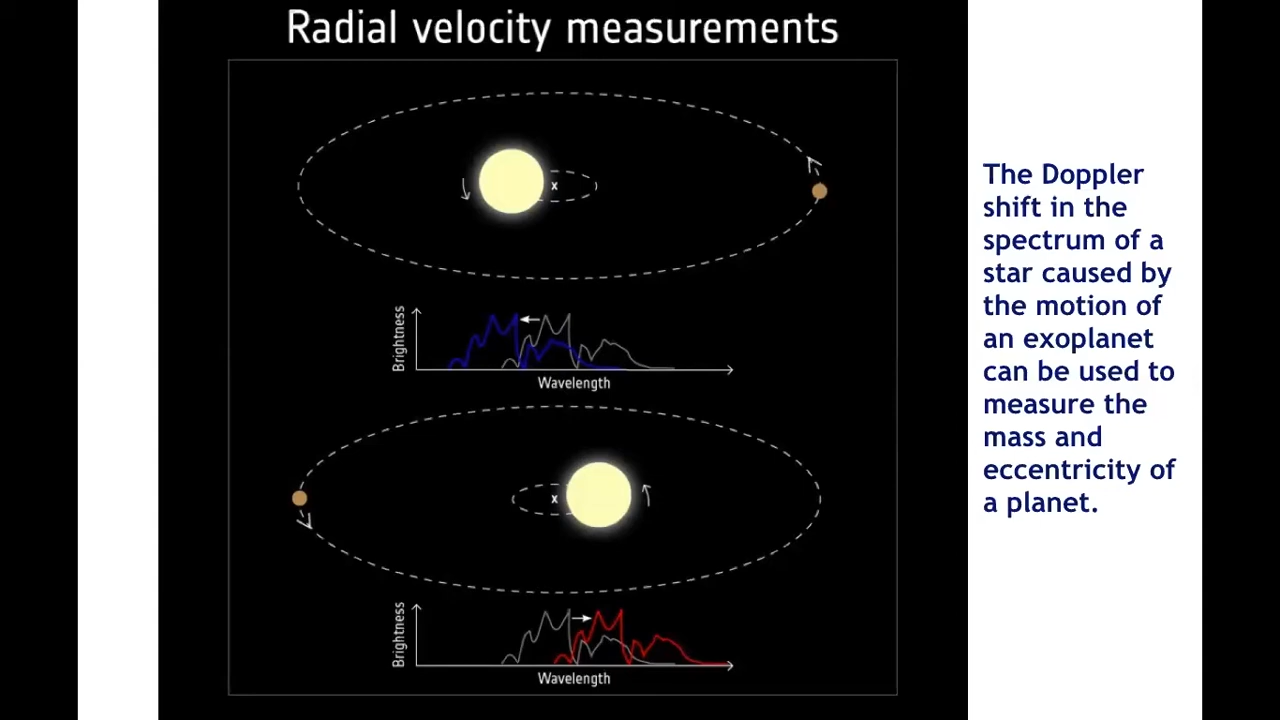 Radial velocity measurements
x
Brightness
Wavelength
x
Brightness
Wavelength
The Doppler
shift in the
spectrum of a
star caused by
the motion of
an exoplanet
can be used to
measure the
mass and
eccentricity of
a planet.